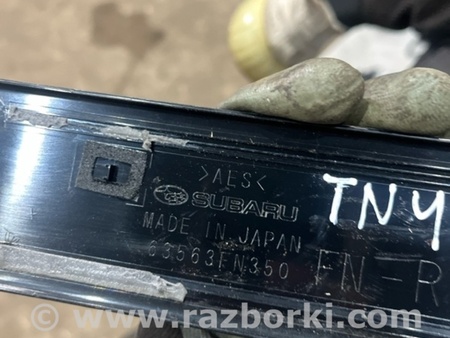 >AES<
SUBARU
MADE IN JAPAN
63563FN350 FN-R
TNY
© www.razborki.com/